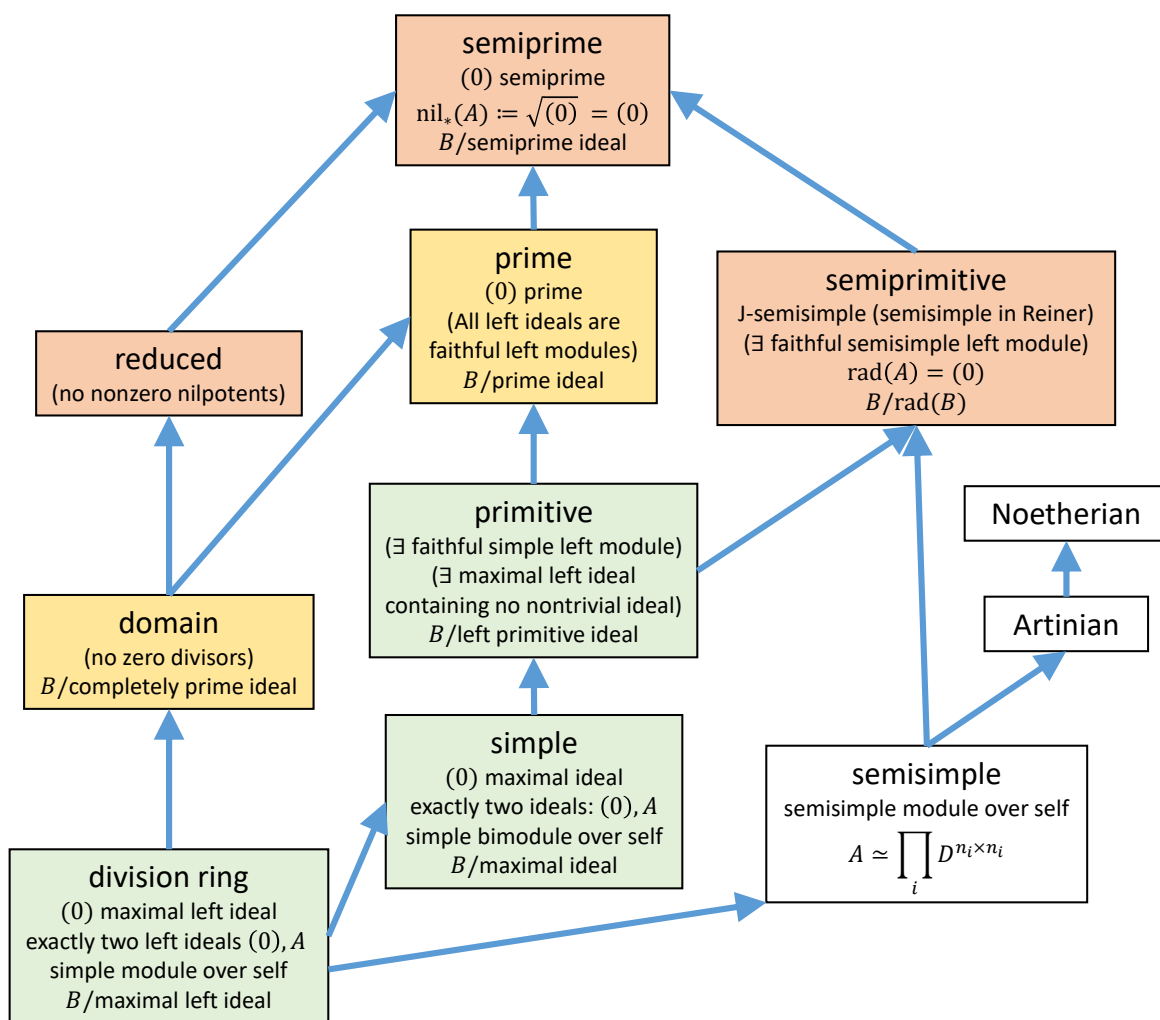 semiprime
(0) semiprime
nil_*(A) ≔ √(0) = (0)
B/semiprime ideal
prime
(0) prime
(All left ideals are
faithful left modules)
B/prime ideal
semiprimitive
J-semisimple (semisimple in Reiner)
(∃ faithful semisimple left module)
rad(A) = (0)
B/rad(B)
reduced
(no nonzero nilpotents)
primitive
(∃ faithful simple left module)
(∃ maximal left ideal
containing no nontrivial ideal)
B/left primitive ideal
Noetherian
Artinian
domain
(no zero divisors)
B/completely prime ideal
simple
(0) maximal ideal
exactly two ideals: (0), A
simple bimodule over self
B/maximal ideal
semisimple
semisimple module over self
A ≃ ∏_i D^{n_i×n_i}
division ring
(0) maximal left ideal
exactly two left ideals (0), A
simple module over self
B/maximal left ideal